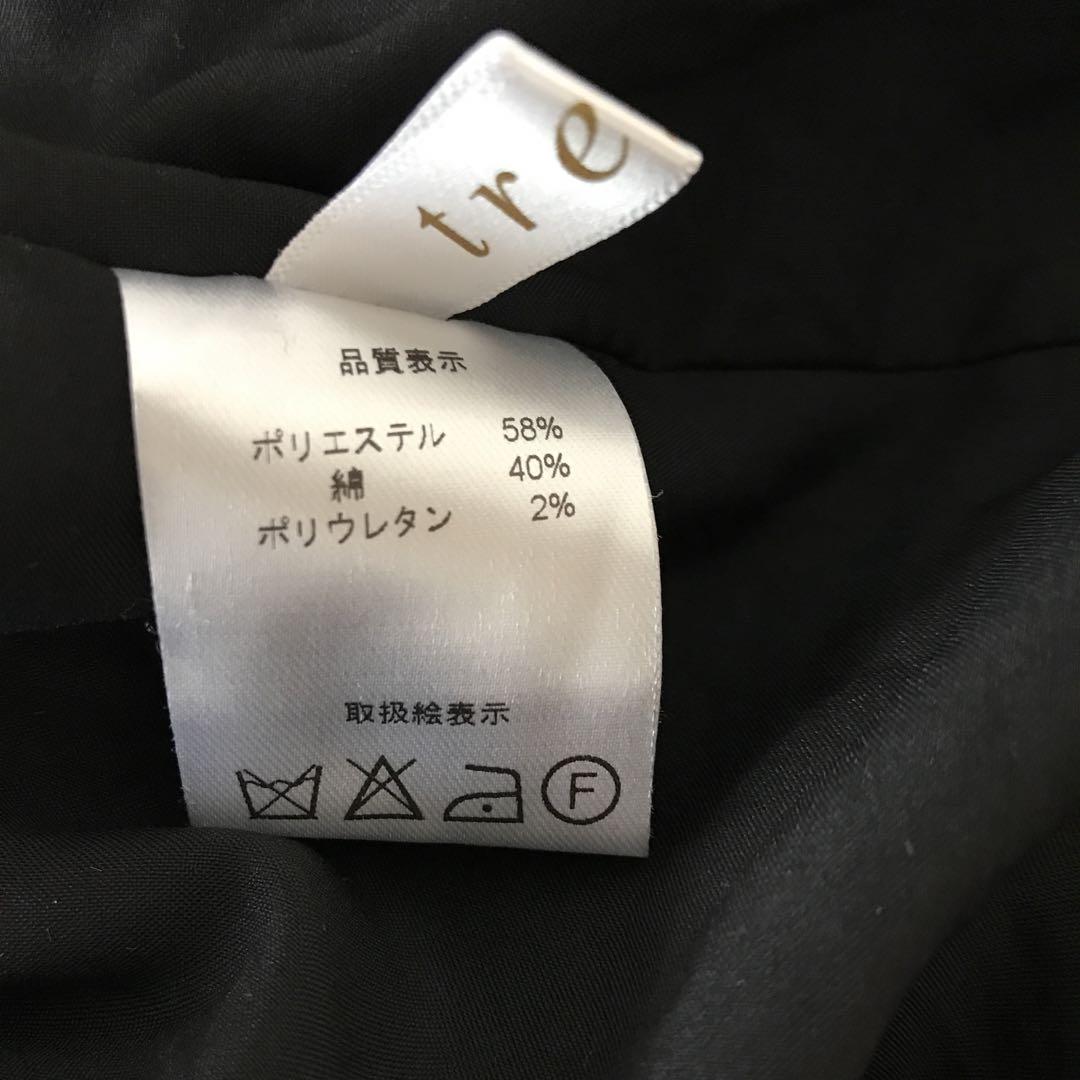 tre
品質表示
ポリエステル 58%
綿 40%
ポリウレタン 2%
取扱絵表示
F